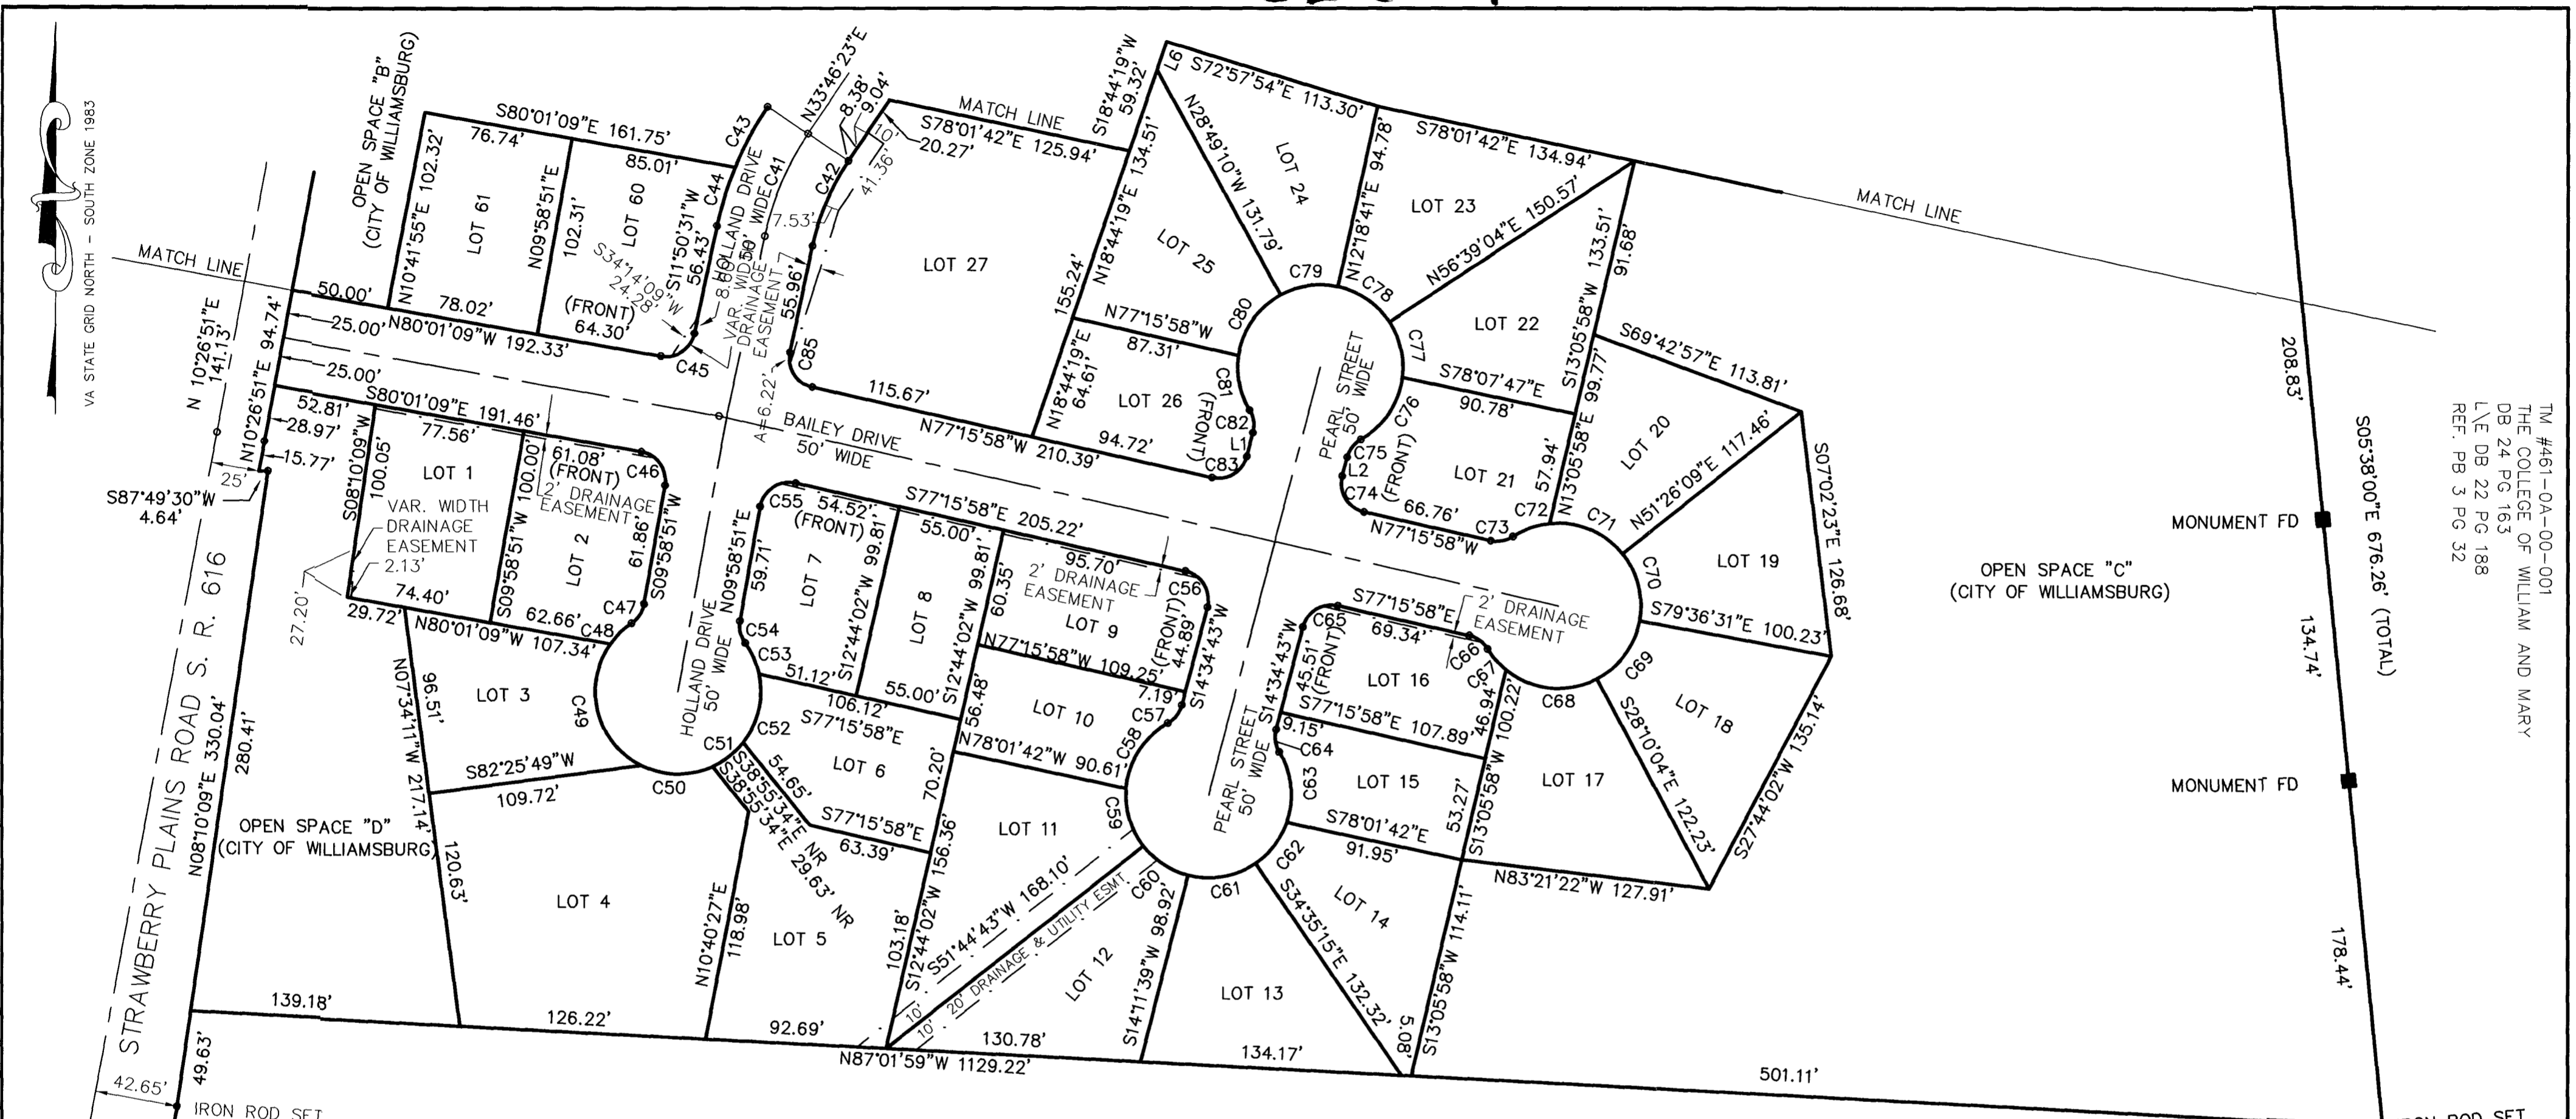 VA STATE GRID NORTH - SOUTH ZONE 1983
OPEN SPACE "B"
(CITY OF WILLIAMSBURG)
S80°01'09"E 161.75'
76.74'
85.01'
N10°41'55"E 102.32'
LOT 61
N09°58'51"E
102.31'
LOT 60
(FRONT)
64.30'
78.02'
50.00'
N80°01'09"W 192.33'
S34°14'09"W
24.28'
S11°50'31"W
56.43'
C43
C44
C45
HOLLAND DRIVE
50' WIDE
C41
C42
N33°46'23"E
8.38'
9.04'
10'
20.27'
41.36'
7.53'
VAR. WIDTH
DRAINAGE
EASEMENT
55.96'
C85
A=6.22'
MATCH LINE
S78°01'42"E 125.94'
LOT 27
S18°44'19"W
59.32'
L6
S72°57'54"E 113.30'
N18°44'19"E 134.51'
155.24'
N28°49'10"W 131.79'
LOT 24
LOT 25
N12°18'41"E 94.78'
S78°01'42"E 134.94'
LOT 23
N56°39'04"E 150.57'
MATCH LINE
C79
C78
C80
C77
LOT 22
S13°05'58"W 133.51'
91.68'
N77°15'58"W
87.31'
N18°44'19"E
64.61'
LOT 26
94.72'
(FRONT)
C81
C82
L1
C83
PEARL STREET
50' WIDE
S78°07'47"E
90.78'
C76
C75
L2
C74
(FRONT)
LOT 21
66.76'
N77°15'58"W
C73
C72
57.94'
N13°05'58"E 99.77'
S69°42'57"E 113.81'
LOT 20
N51°26'09"E 117.46'
C71
C70
LOT 19
S07°02'23"E 126.68'
S79°36'31"E 100.23'
C69
C68
LOT 18
S28°10'04"E 122.23'
S27°44'02"W 135.14'
LOT 17
N83°21'22"W 127.91'
MATCH LINE
N 10°26'51"E
141.13'
N10°26'51"E 94.74'
25.00'
25.00'
52.81'
28.97'
15.77'
25'
S87°49'30"W
4.64'
S80°01'09"E 191.46'
77.56'
61.08'
(FRONT)
C46
S08°10'09"W
100.05'
LOT 1
VAR. WIDTH
DRAINAGE
EASEMENT
2.13'
27.20'
S09°58'51"W 100.00'
2' DRAINAGE
EASEMENT
LOT 2
61.86'
S09°58'51"W
C47
C48
74.40'
62.66'
29.72'
N80°01'09"W 107.34'
115.67'
BAILEY DRIVE
50' WIDE
N77°15'58"W 210.39'
C55
54.52'
(FRONT)
S77°15'58"E 205.22'
55.00'
95.70'
N09°58'51"E
59.71'
LOT 7
S12°44'02"W 99.81'
LOT 8
S12°44'02"W 99.81'
60.35'
2' DRAINAGE
EASEMENT
LOT 9
C56
(FRONT)
44.89'
S14°34'43"W
N77°15'58"W 109.25'
7.19'
C54
C53
51.12'
55.00'
106.12'
S77°15'58"E
HOLLAND DRIVE
50' WIDE
C52
C51
C50
C49
LOT 3
N07°34'11"W 217.14'
96.51'
S82°25'49"W
109.72'
120.63'
LOT 4
S38°55'34"E NR
54.65'
S38°55'34"E 29.63' NR
LOT 6
S77°15'58"E
63.39'
56.48'
70.20'
LOT 10
C57
C58
N78°01'42"W 90.61'
C59
LOT 11
S12°44'02"W 156.36'
103.18'
LOT 5
N10°40'27"E
118.98'
S51°44'43"W 168.10'
20' DRAINAGE & UTILITY ESMT
10'
10'
LOT 12
C60
S14°11'39"W 98.92'
C61
LOT 13
S34°35'15"E 132.32'
C62
LOT 14
S13°05'58"W 114.11'
5.08'
PEARL STREET
50' WIDE
C65
S77°15'58"E
69.34'
2' DRAINAGE
EASEMENT
C66
C67
LOT 16
S14°34'43"W
45.51'
(FRONT)
46.94'
S77°15'58"E 107.89'
9.15'
C64
C63
LOT 15
S13°05'58"W 100.22'
53.27'
S78°01'42"E
91.95'
STRAWBERRY PLAINS ROAD S. R. 616
N08°10'09"E 330.04'
280.41'
OPEN SPACE "D"
(CITY OF WILLIAMSBURG)
139.18'
126.22'
92.69'
130.78'
134.17'
501.11'
N87°01'59"W 1129.22'
49.63'
42.65'
IRON ROD SET
208.83'
S05°38'00"E 676.26' (TOTAL)
MONUMENT FD
134.74'
MONUMENT FD
178.44'
OPEN SPACE "C"
(CITY OF WILLIAMSBURG)
TM #461-0A-00-001
THE COLLEGE OF WILLIAM AND MARY
DB 24 PG 163
L\E DB 22 PG 188
REF. PB 3 PG 32